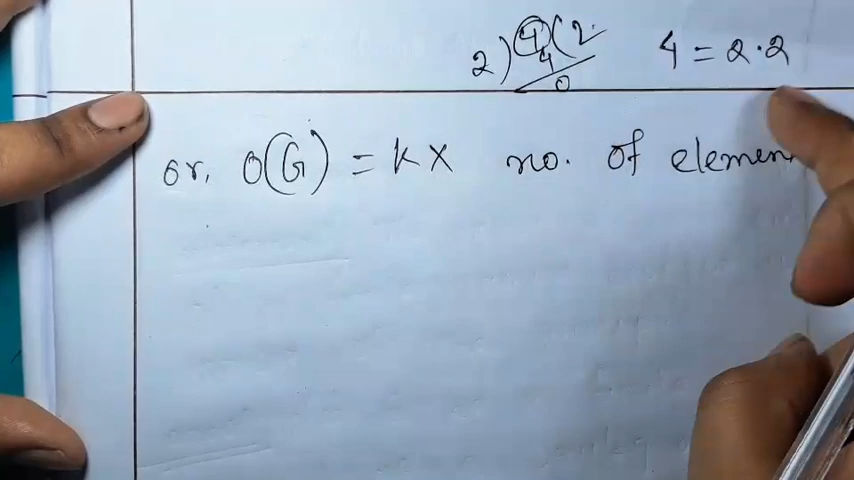 2)4(2 4 = 2·2
4
0
or, O(G) = k× no. of elemen